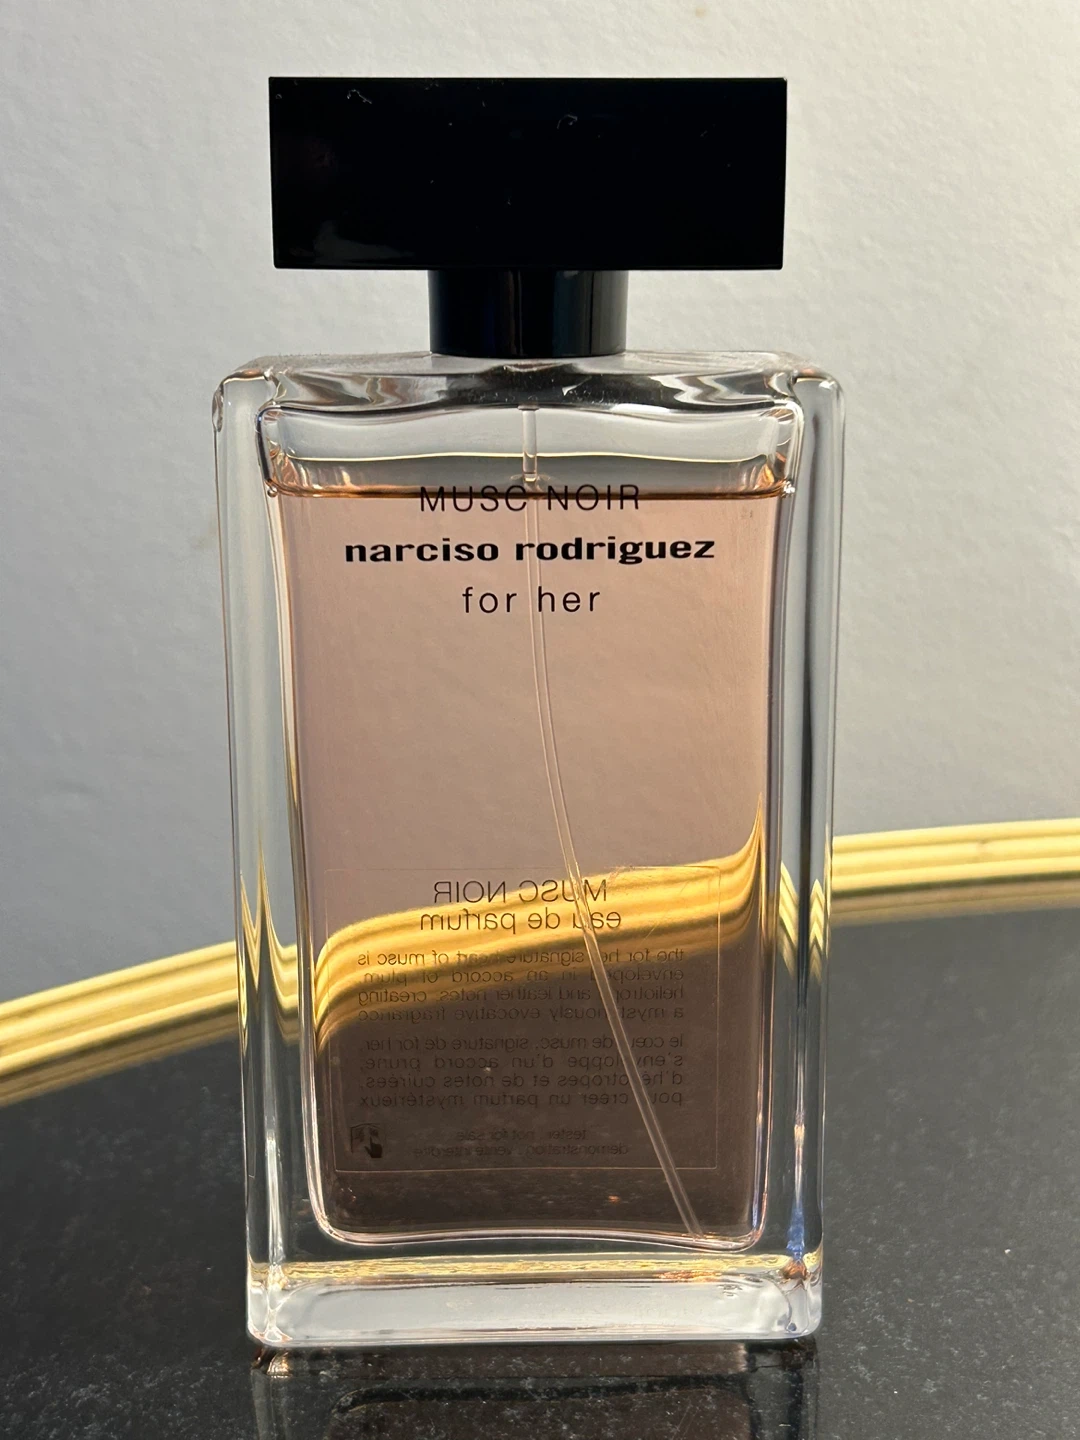 MUSC NOIR
narciso rodriguez
for her
MUSC NOIR
eau de parfum
the for her signature heart of musc is
enveloped in an accord of plum,
heliotrope and leather notes, creating
a mysteriously evocative fragrance
le cœur de musc, signature de for her,
s'enveloppe d'un accord prune,
d'héliotropes et de notes cuirées,
pour créer un parfum mystérieux
tester, not for sale
demonstration, vente interdite